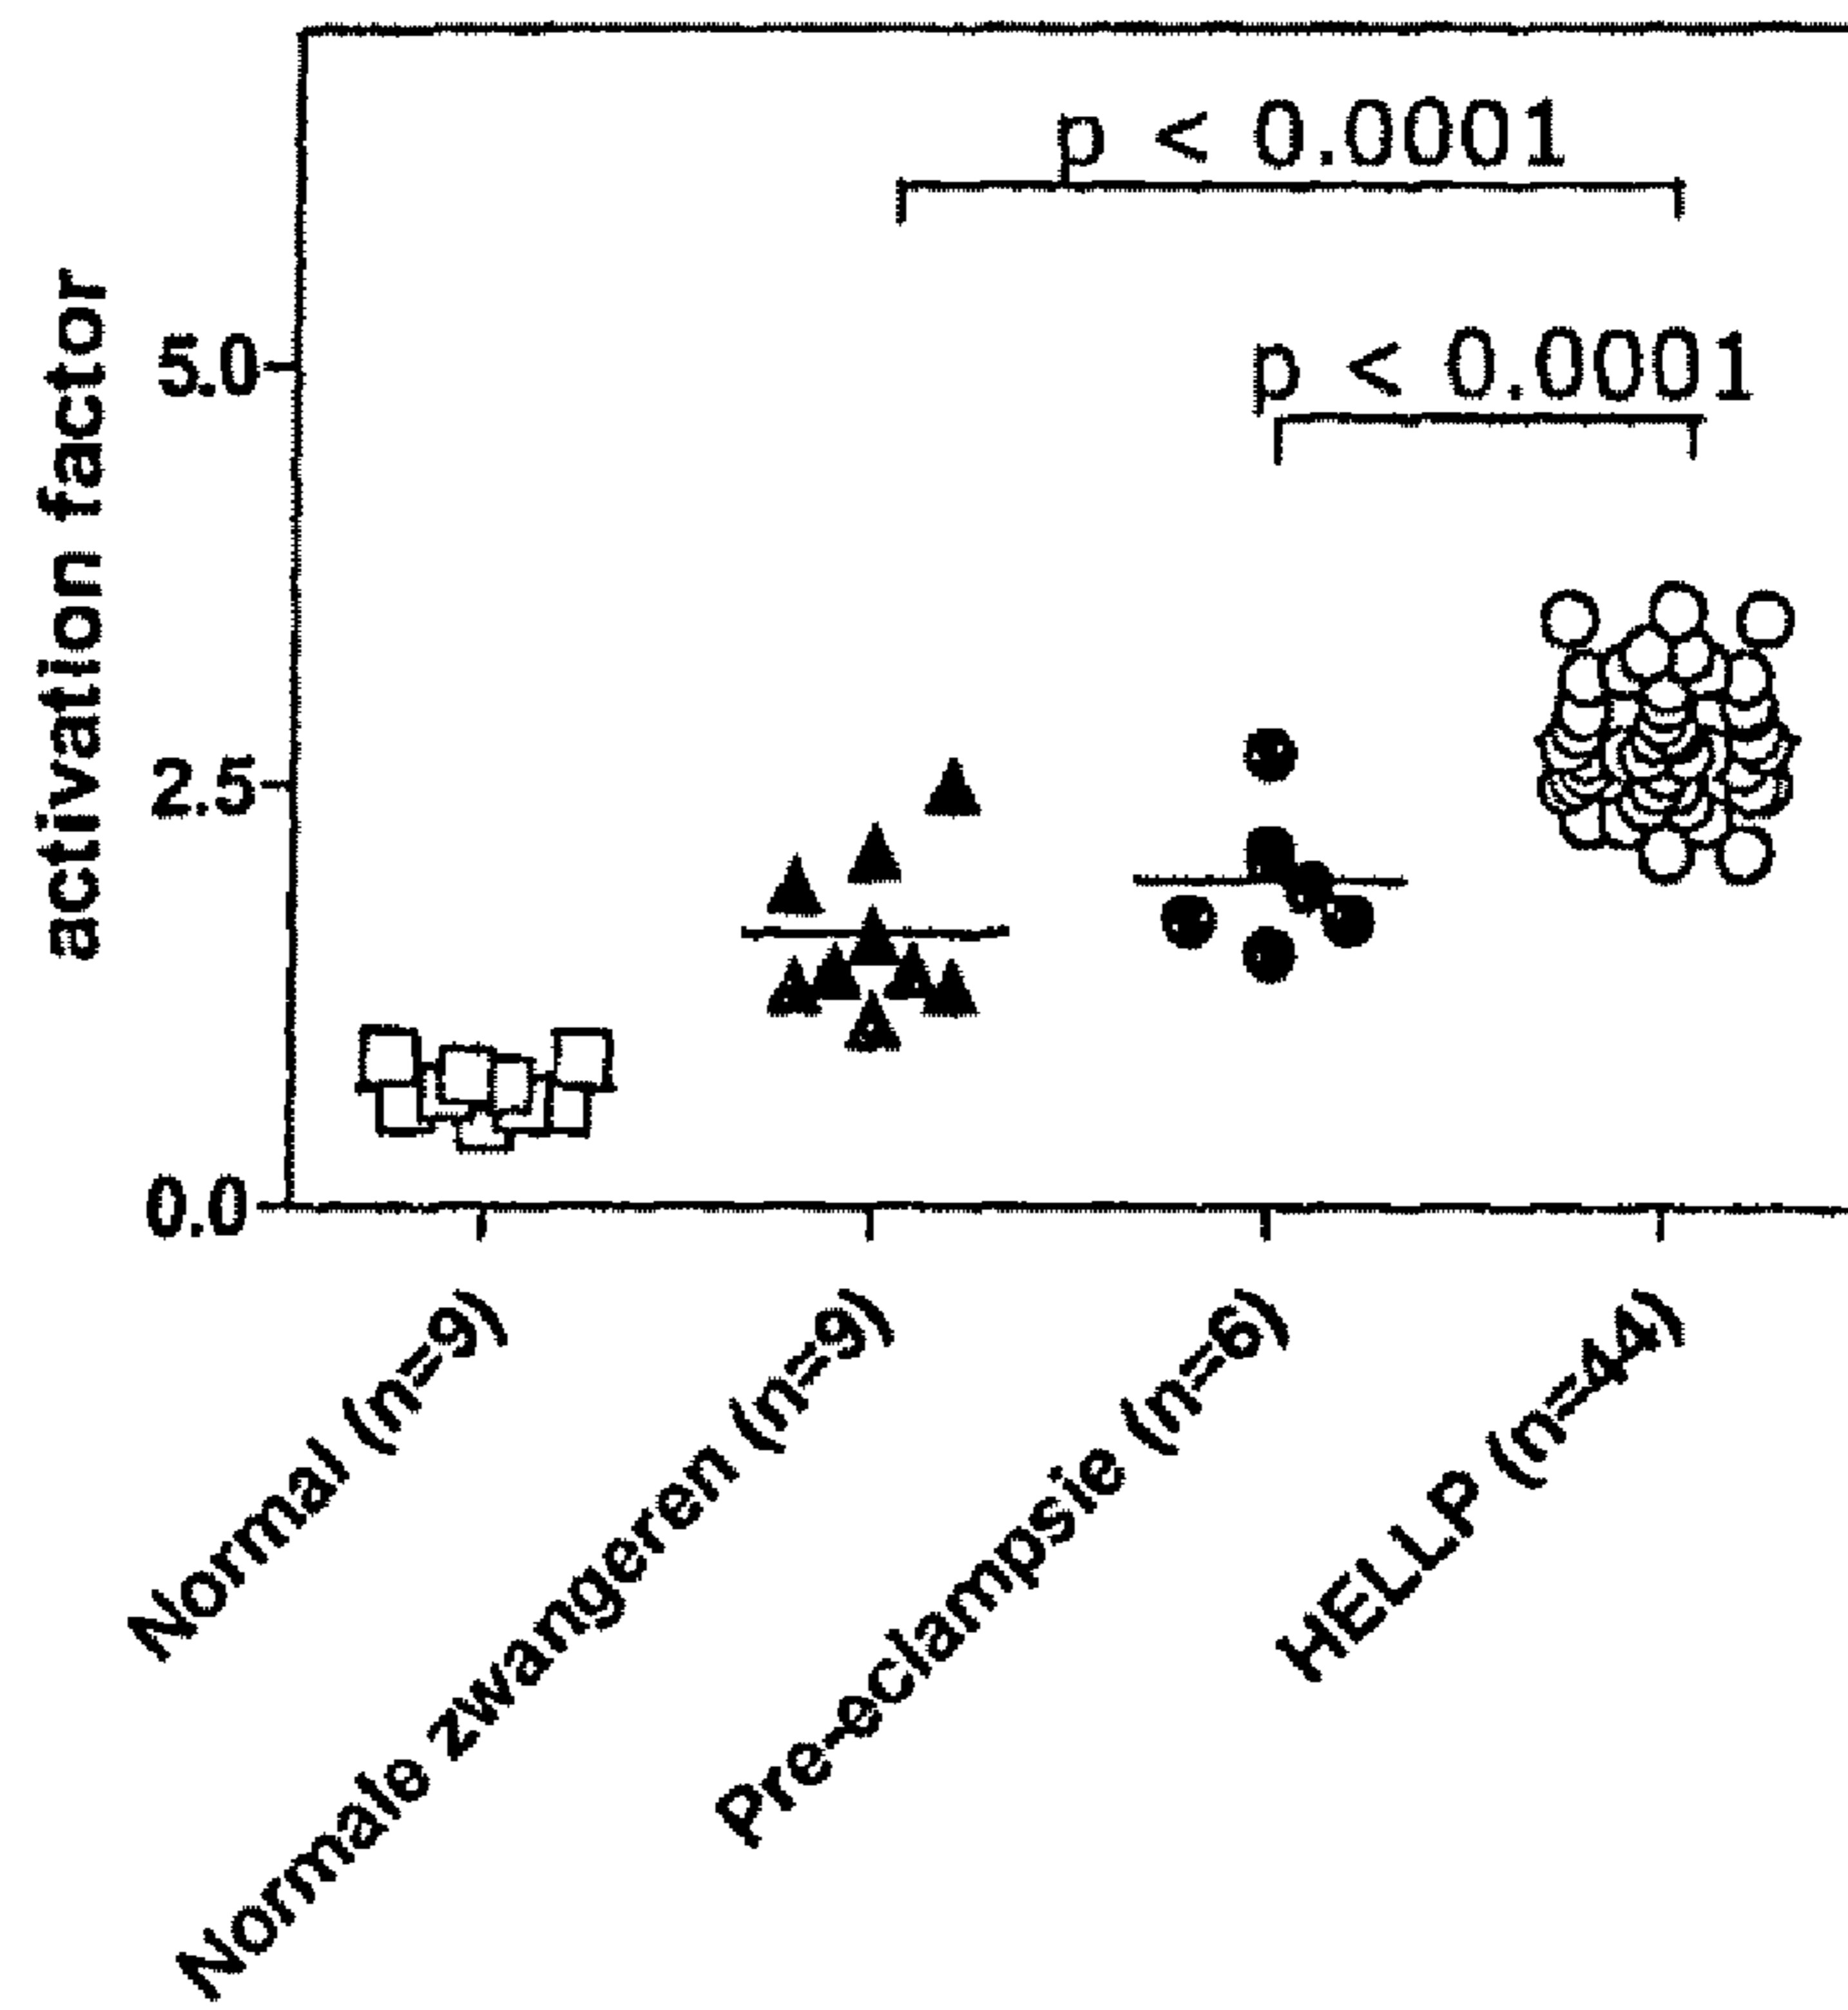 p < 0.0001
p < 0.0001
activation factor
5.0
2.5
0.0
Normal (n=9)
Normale zwangeren (n=9)
Pre-eclampsie (n=6)
HELLP (n=44)